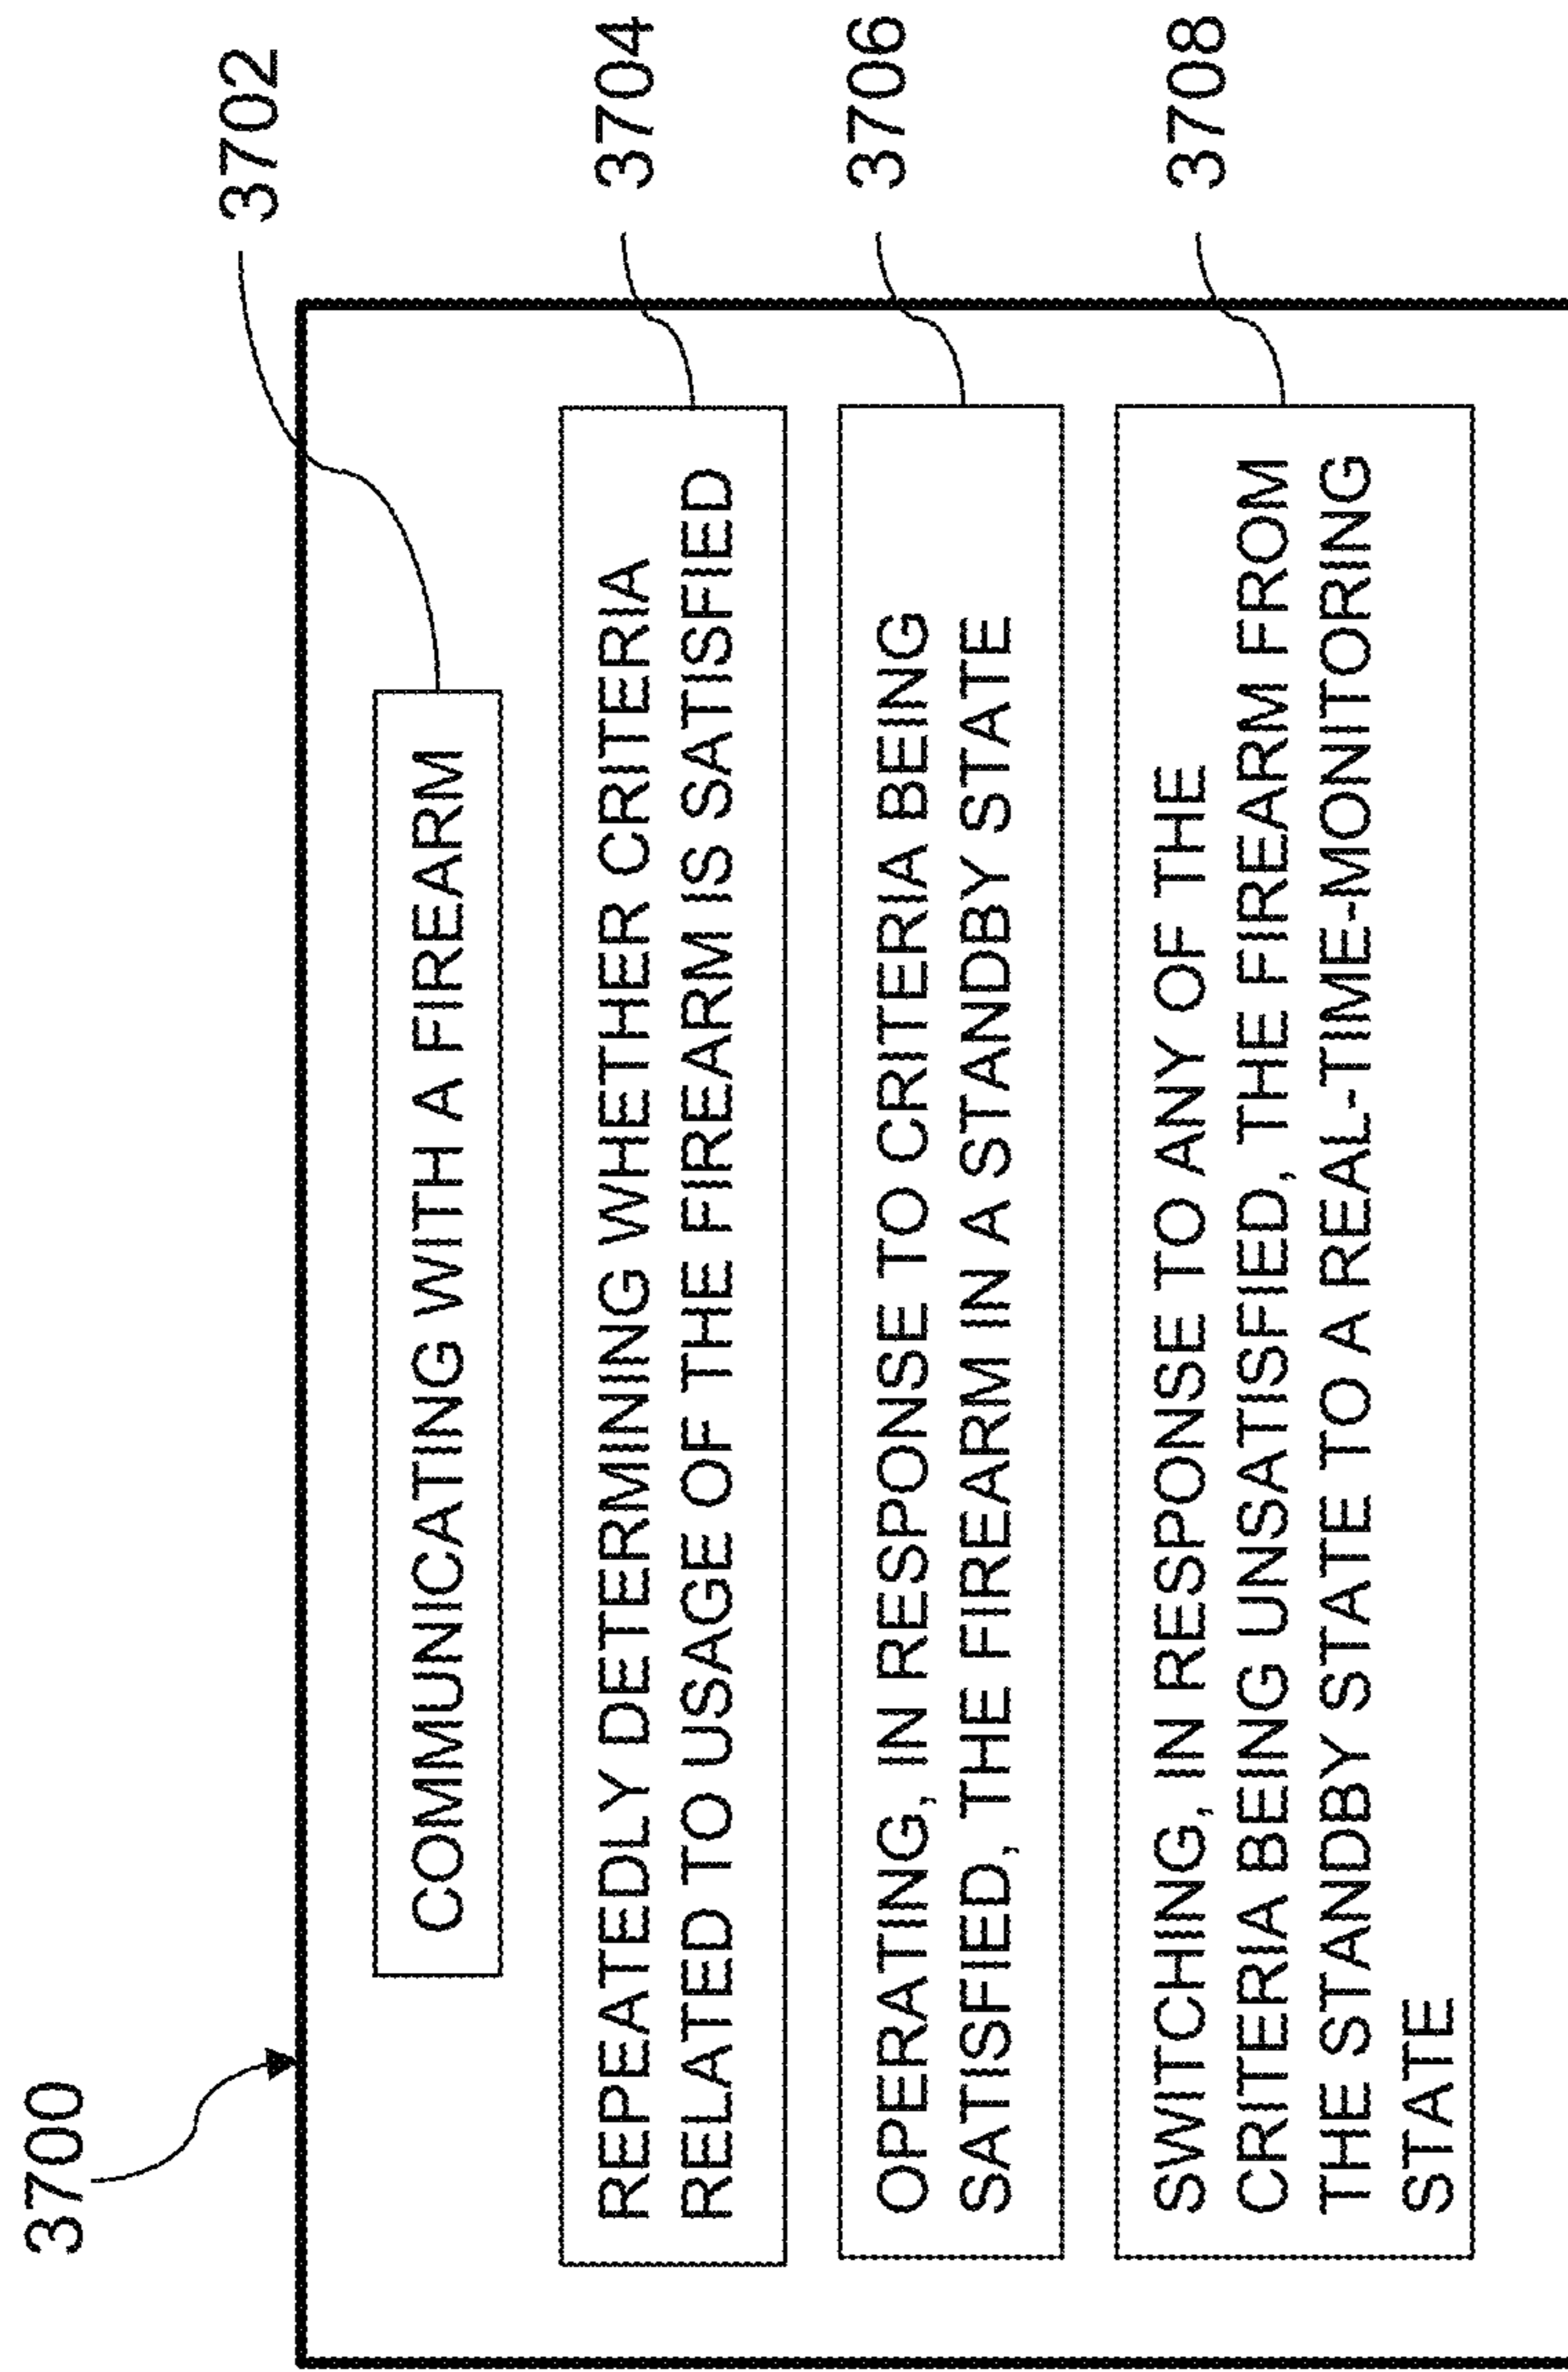 3700
3702
COMMUNICATING WITH A FIREARM
3704
REPEATEDLY DETERMINING WHETHER CRITERIA
RELATED TO USAGE OF THE FIREARM IS SATISFIED
3706
OPERATING, IN RESPONSE TO CRITERIA BEING
SATISFIED, THE FIREARM IN A STANDBY STATE
3708
SWITCHING, IN RESPONSE TO ANY OF THE
CRITERIA BEING UNSATISFIED, THE FIREARM FROM
THE STANDBY STATE TO A REAL-TIME-MONITORING
STATE